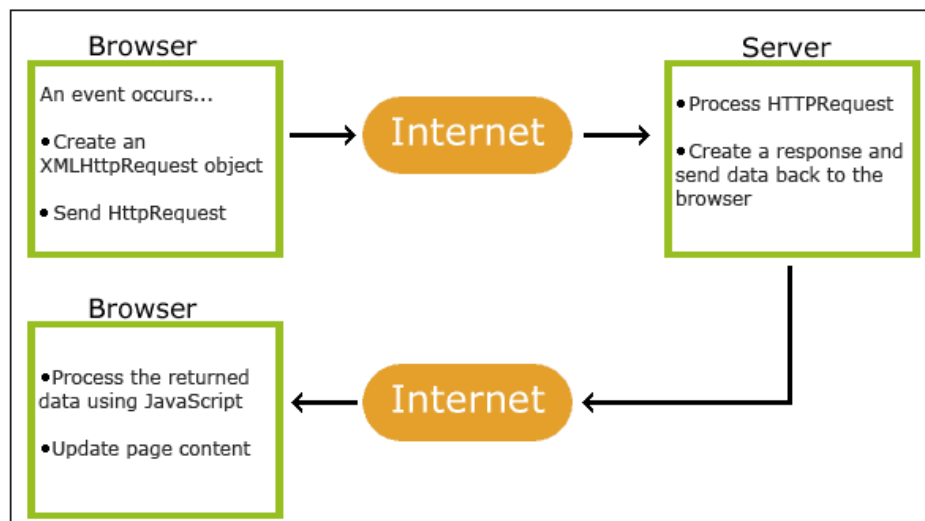 Browser
An event occurs...
•Create an
XMLHttpRequest object
•Send HttpRequest
Internet
Server
•Process HTTPRequest
•Create a response and
send data back to the
browser
Browser
•Process the returned
data using JavaScript
•Update page content
Internet